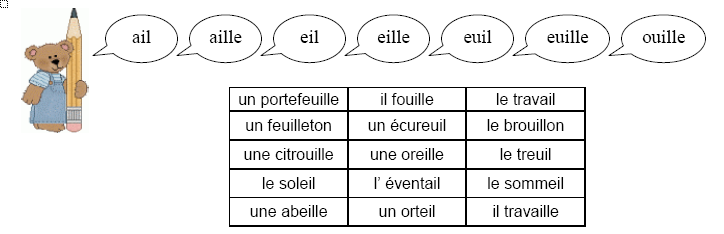 ail aille eil eille euil euille ouille
un portefeuille il fouille le travail
un feuilleton un écureuil le brouillon
une citrouille une oreille le treuil
le soleil l' éventail le sommeil
une abeille un orteil il travaille